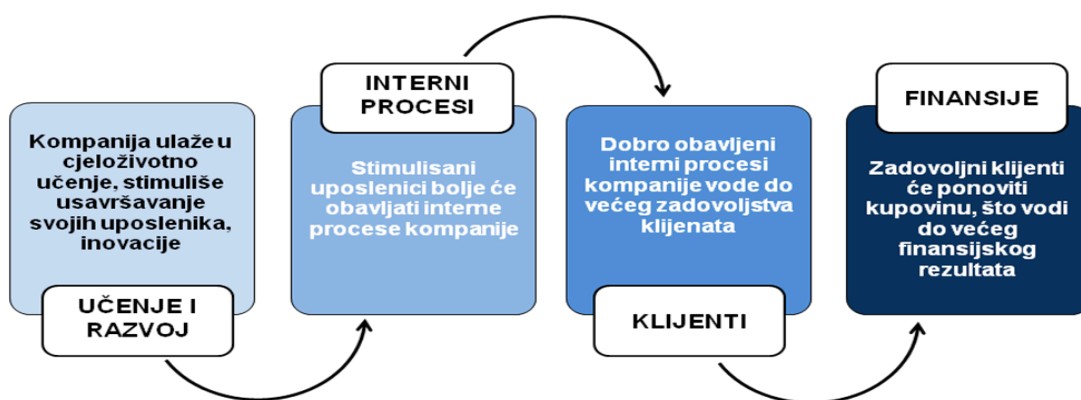 Kompanija ulaže u
cjeloživotno
učenje, stimuliše
usavršavanje
svojih uposlenika,
inovacije
UČENJE I
RAZVOJ
INTERNI
PROCESI
Stimulisani
uposlenici bolje će
obavljati interne
procese kompanije
Dobro obavljeni
interni procesi
kompanije vode do
većeg zadovoljstva
klijenata
KLIJENTI
FINANSIJE
Zadovoljni klijenti
će ponoviti
kupovinu, što vodi
do većeg
finansijskog
rezultata